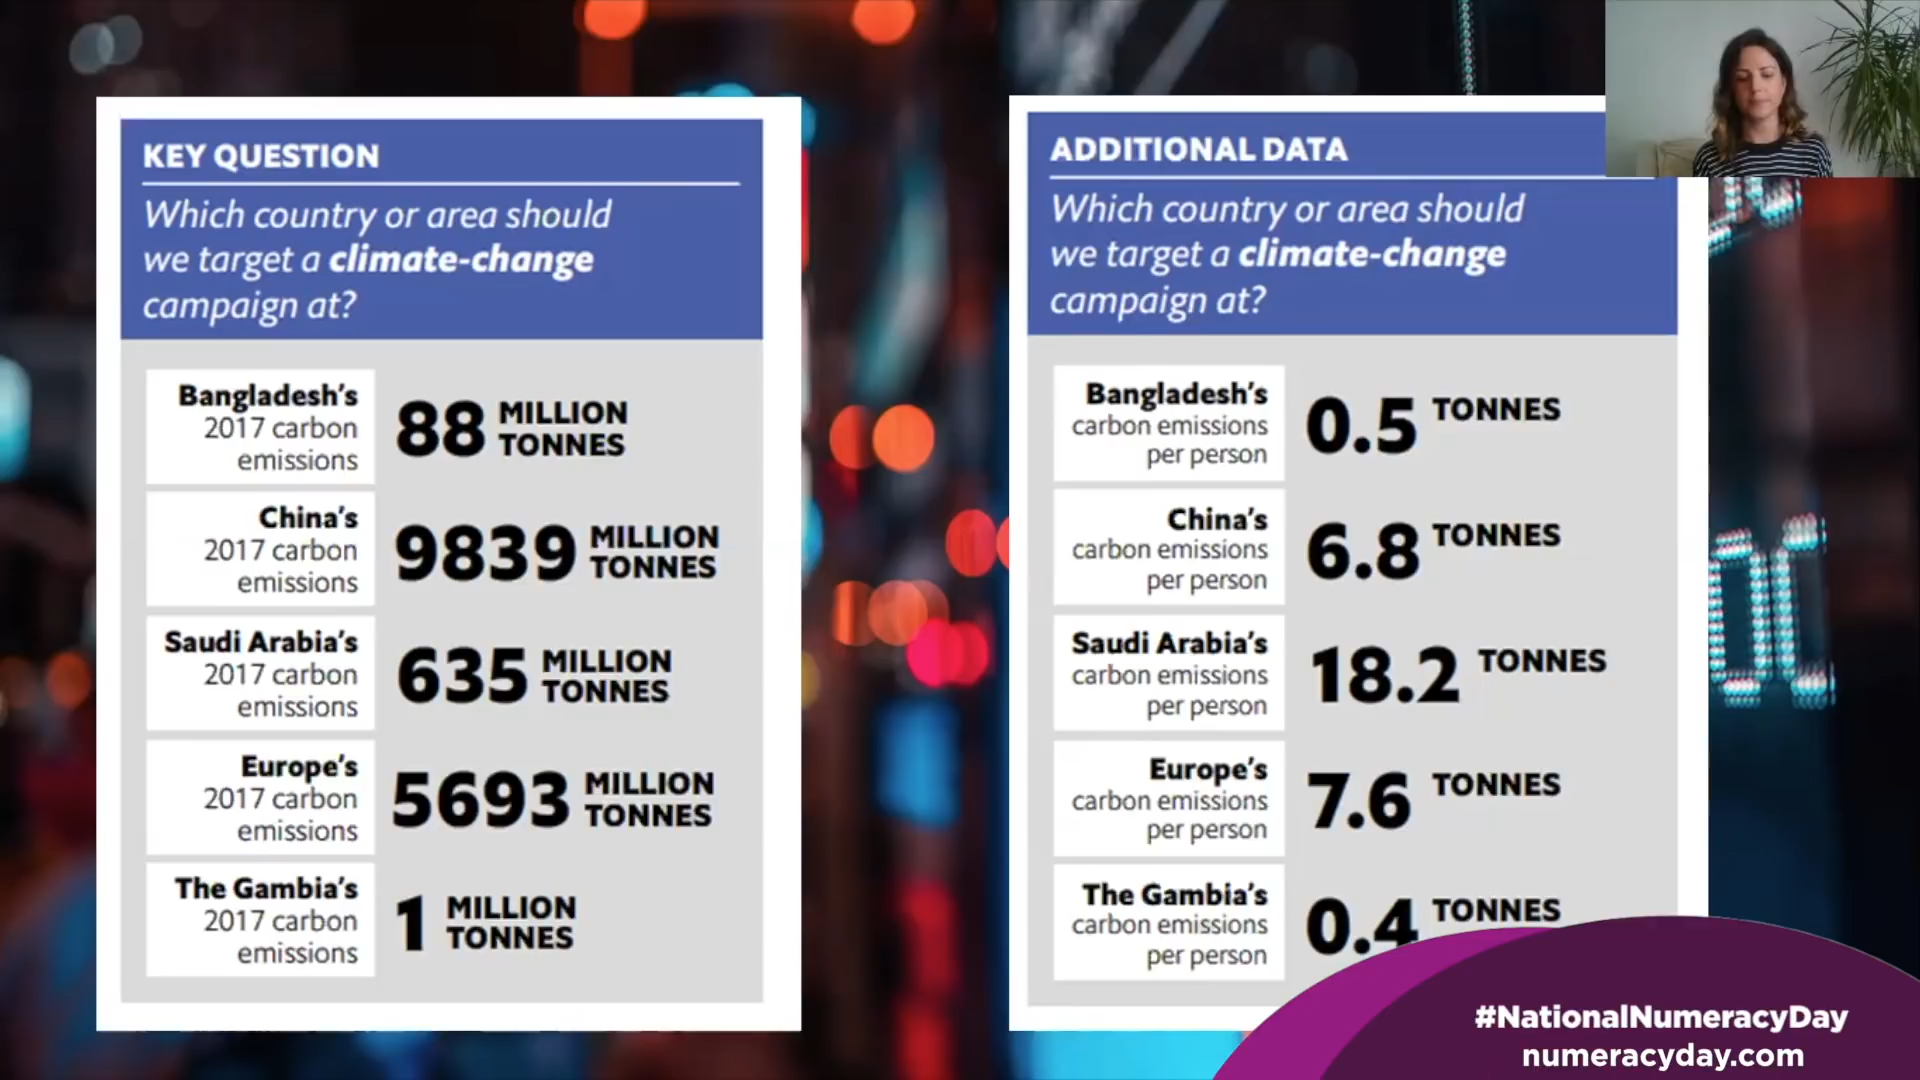 KEY QUESTION
Which country or area should
we target a climate-change
campaign at?
Bangladesh's
2017 carbon
emissions
88 MILLION
TONNES
China's
2017 carbon
emissions
9839 MILLION
TONNES
Saudi Arabia's
2017 carbon
emissions
635 MILLION
TONNES
Europe's
2017 carbon
emissions
5693 MILLION
TONNES
The Gambia's
2017 carbon
emissions
1 MILLION
TONNES
ADDITIONAL DATA
Which country or area should
we target a climate-change
campaign at?
Bangladesh's
carbon emissions
per person
0.5 TONNES
China's
carbon emissions
per person
6.8 TONNES
Saudi Arabia's
carbon emissions
per person
18.2 TONNES
Europe's
carbon emissions
per person
7.6 TONNES
The Gambia's
carbon emissions
per person
0.4 TONNES
#NationalNumeracyDay
numeracyday.com